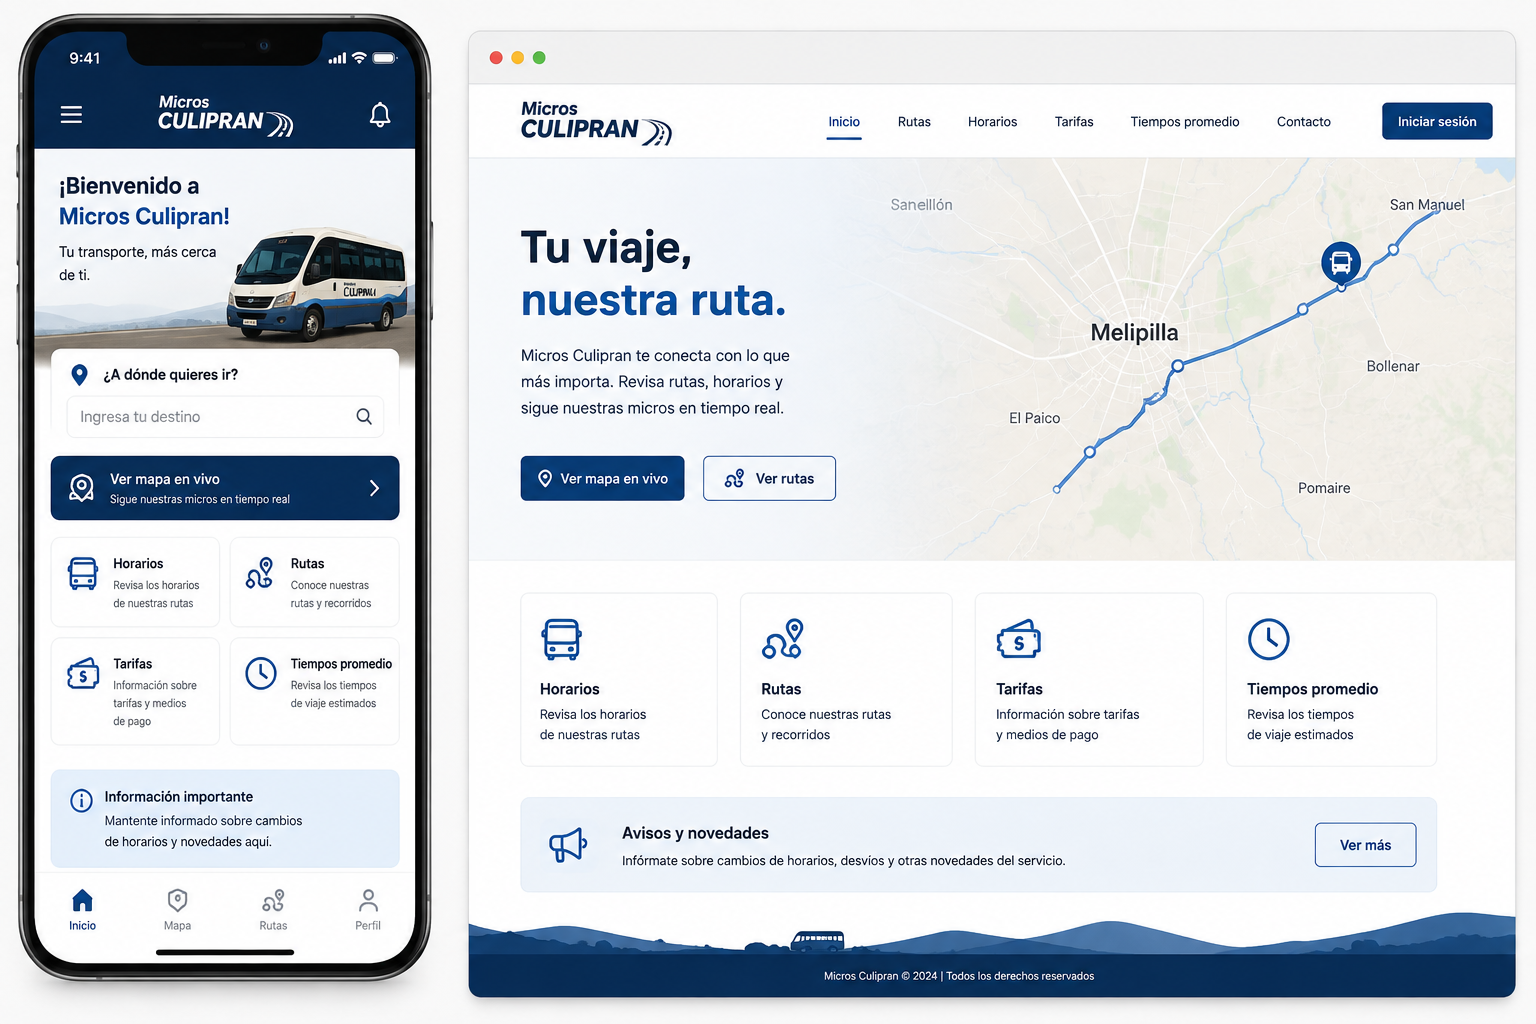 9:41
Micros
CULIPRAN
¡Bienvenido a
Micros Culipran!
Tu transporte, más cerca
de ti.
¿A dónde quieres ir?
Ingresa tu destino
Ver mapa en vivo
Sigue nuestras micros en tiempo real
Horarios
Revisa los horarios
de nuestras rutas
Rutas
Conoce nuestras
rutas y recorridos
Tarifas
Información sobre
tarifas y medios
de pago
Tiempos promedio
Revisa los tiempos
de viaje estimados
Información importante
Mantente informado sobre cambios
de horarios y novedades aquí.
Inicio
Mapa
Rutas
Perfil
Micros
CULIPRAN
Inicio
Rutas
Horarios
Tarifas
Tiempos promedio
Contacto
Iniciar sesión
Tu viaje,
nuestra ruta.
Micros Culipran te conecta con lo que
más importa. Revisa rutas, horarios y
sigue nuestras micros en tiempo real.
Ver mapa en vivo
Ver rutas
Sanelllón
San Manuel
Melipilla
Bollenar
El Paico
Pomaire
Horarios
Revisa los horarios
de nuestras rutas
Rutas
Conoce nuestras rutas
y recorridos
Tarifas
Información sobre tarifas
y medios de pago
Tiempos promedio
Revisa los tiempos
de viaje estimados
Avisos y novedades
Infórmate sobre cambios de horarios, desvíos y otras novedades del servicio.
Ver más
Micros Culipran © 2024 | Todos los derechos reservados